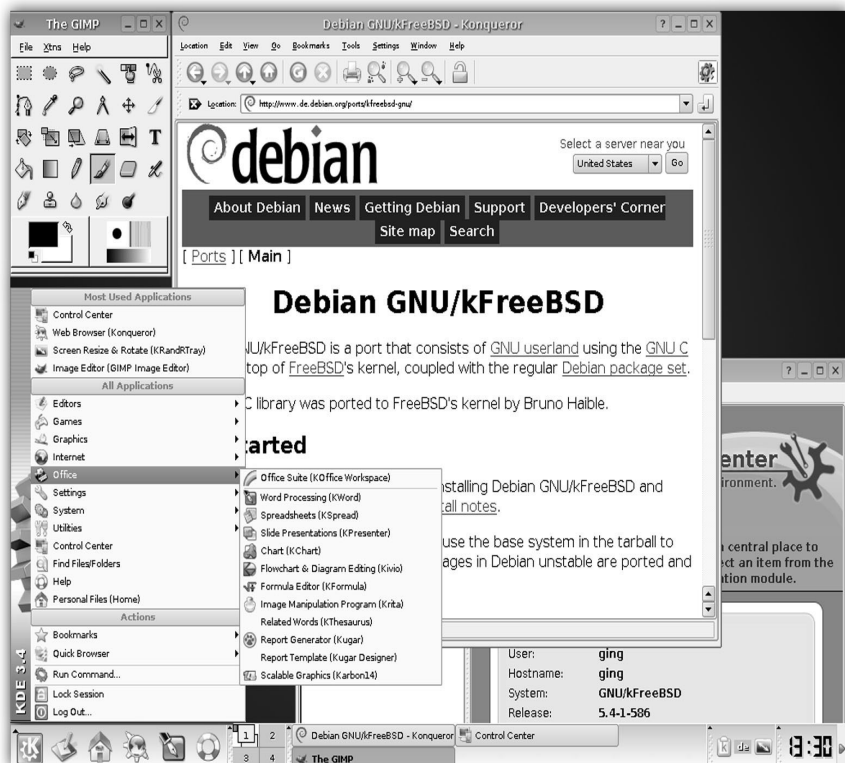 The GIMP
File Xtns Help
Debian GNU/kFreeBSD - Konqueror
Location Edit View Go Bookmarks Tools Settings Window Help
Location: http://www.de.debian.org/ports/kfreebsd-gnu/
debian
Select a server near you
United States Go
About Debian News Getting Debian Support Developers' Corner
Site map Search
[ Ports ] [ Main ]
Debian GNU/kFreeBSD
NU/kFreeBSD is a port that consists of GNU userland using the GNU C
top of FreeBSD's kernel, coupled with the regular Debian package set.
C library was ported to FreeBSD's kernel by Bruno Haible.
arted
nstalling Debian GNU/kFreeBSD and
tall notes.
use the base system in the tarball to
ages in Debian unstable are ported and
Most Used Applications
Control Center
Web Browser (Konqueror)
Screen Resize & Rotate (KRandRTray)
Image Editor (GIMP Image Editor)
All Applications
Editors
Games
Graphics
Internet
Office
Settings
System
Utilities
Control Center
Find Files/Folders
Help
Personal Files (Home)
Actions
Bookmarks
Quick Browser
Run Command...
Lock Session
Log Out...
KDE 3.4
Office Suite (KOffice Workspace)
Word Processing (KWord)
Spreadsheets (KSpread)
Slide Presentations (KPresenter)
Chart (KChart)
Flowchart & Diagram Editing (Kivio)
Formula Editor (KFormula)
Image Manipulation Program (Krita)
Related Words (KThesaurus)
Report Generator (Kugar)
Report Template (Kugar Designer)
Scalable Graphics (Karbon14)
enter
ironment.
central place to
ect an item from the
ation module.
User: ging
Hostname: ging
System: GNU/kFreeBSD
Release: 5.4-1-586
1 2
3 4
Debian GNU/kFreeBSD - Konqueror
Control Center
The GIMP
de
13:30